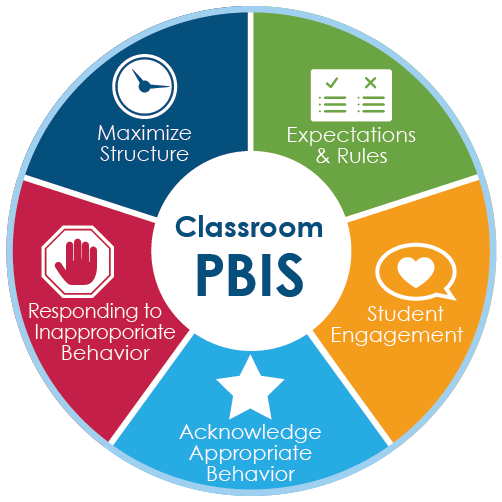 Classroom
PBIS
Expectations
& Rules
Student
Engagement
Acknowledge
Appropriate
Behavior
Responding to
Inapproporiate
Behavior
Maximize
Structure